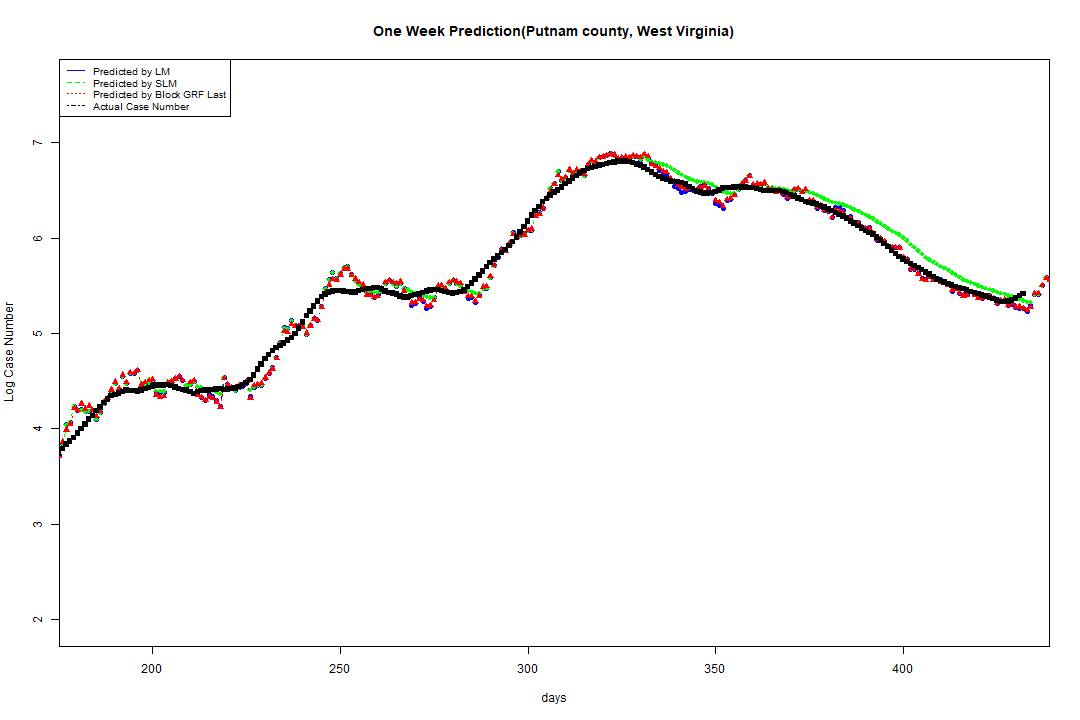 One Week Prediction(Putnam county, West Virginia)
Predicted by LM
Predicted by SLM
Predicted by Block GRF Last
Actual Case Number
7
6
5
4
3
2
Log Case Number
200 250 300 350 400
days